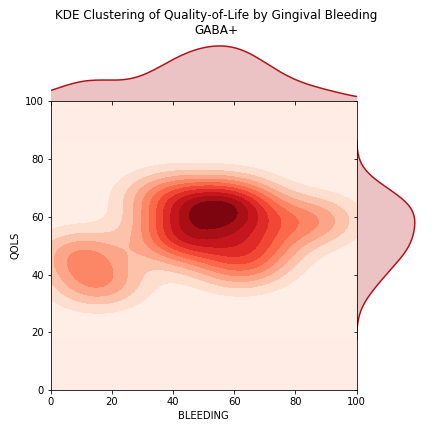 KDE Clustering of Quality-of-Life by Gingival Bleeding
GABA+
100
80
60
40
20
0
QOLS
0 20 40 60 80 100
BLEEDING